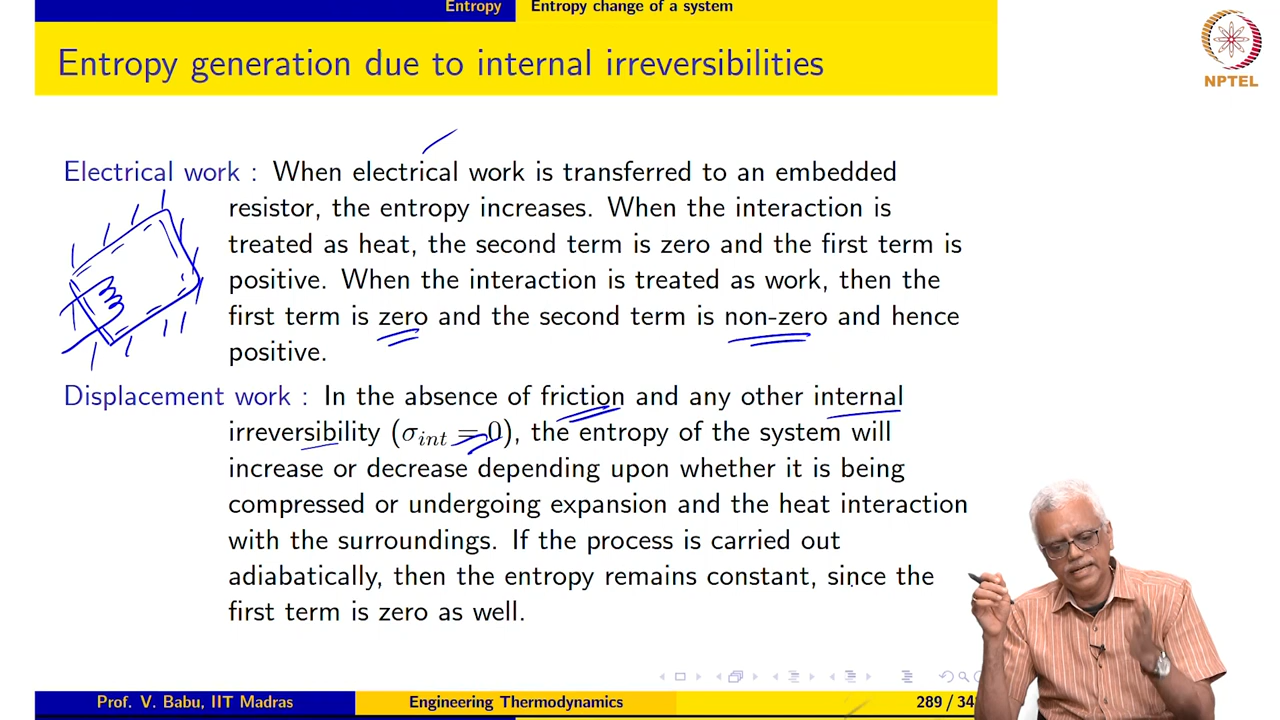 Entropy Entropy change of a system
Entropy generation due to internal irreversibilities
NPTEL
Electrical work : When electrical work is transferred to an embedded
resistor, the entropy increases. When the interaction is
treated as heat, the second term is zero and the first term is
positive. When the interaction is treated as work, then the
first term is zero and the second term is non-zero and hence
positive.
Displacement work : In the absence of friction and any other internal
irreversibility (σint = 0), the entropy of the system will
increase or decrease depending upon whether it is being
compressed or undergoing expansion and the heat interaction
with the surroundings. If the process is carried out
adiabatically, then the entropy remains constant, since the
first term is zero as well.
Prof. V. Babu, IIT Madras Engineering Thermodynamics 289 / 34